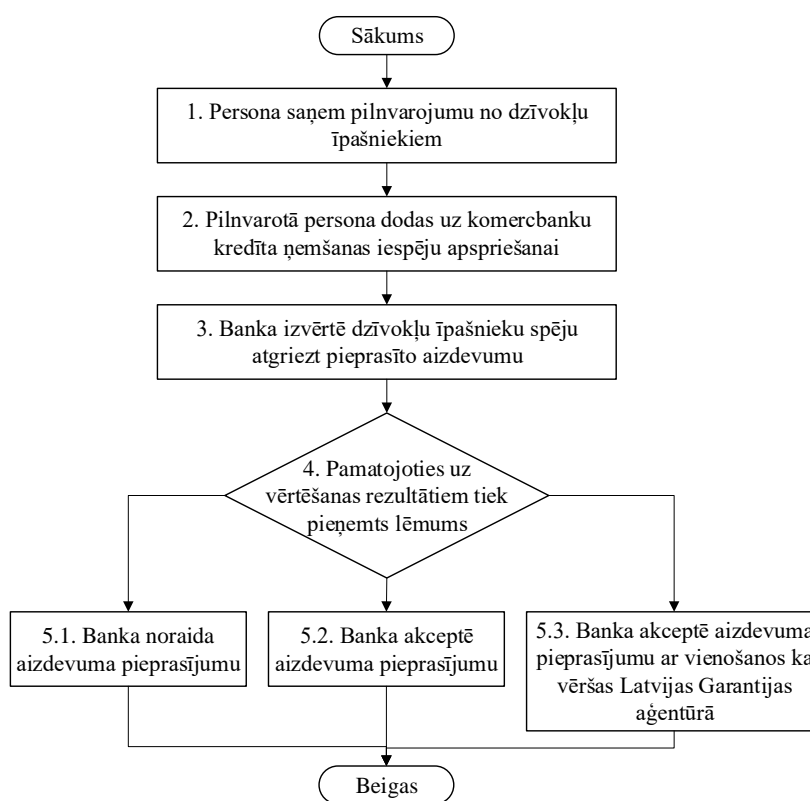 Sākums
1. Persona saņem pilnvarojumu no dzīvokļu
īpašniekiem
2. Pilnvarotā persona dodas uz komercbanku
kredīta ņemšanas iespēju apspriešanai
3. Banka izvērtē dzīvokļu īpašnieku spēju
atgriezt pieprasīto aizdevumu
4. Pamatojoties uz
vērtēšanas rezultātiem tiek
pieņemts lēmums
5.1. Banka noraida
aizdevuma pieprasījumu
5.2. Banka akceptē
aizdevuma pieprasījumu
5.3. Banka akceptē aizdevuma
pieprasījumu ar vienošanos ka
vēršas Latvijas Garantijas
aģentūrā
Beigas